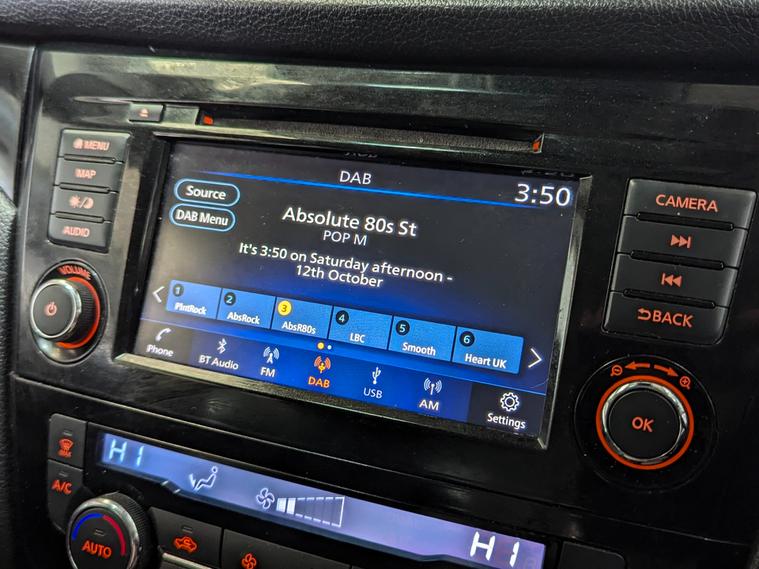 MENU
MAP
AUDIO
VOLUME
DAB
3:50
Source
DAB Menu
Absolute 80s St
POP M
It's 3:50 on Saturday afternoon -
12th October
1 PlntRock
2 AbsRock
3 AbsR80s
4 LBC
5 Smooth
6 Heart UK
Phone
BT Audio
FM
DAB
USB
AM
Settings
CAMERA
BACK
OK
HI
HI
A/C
AUTO